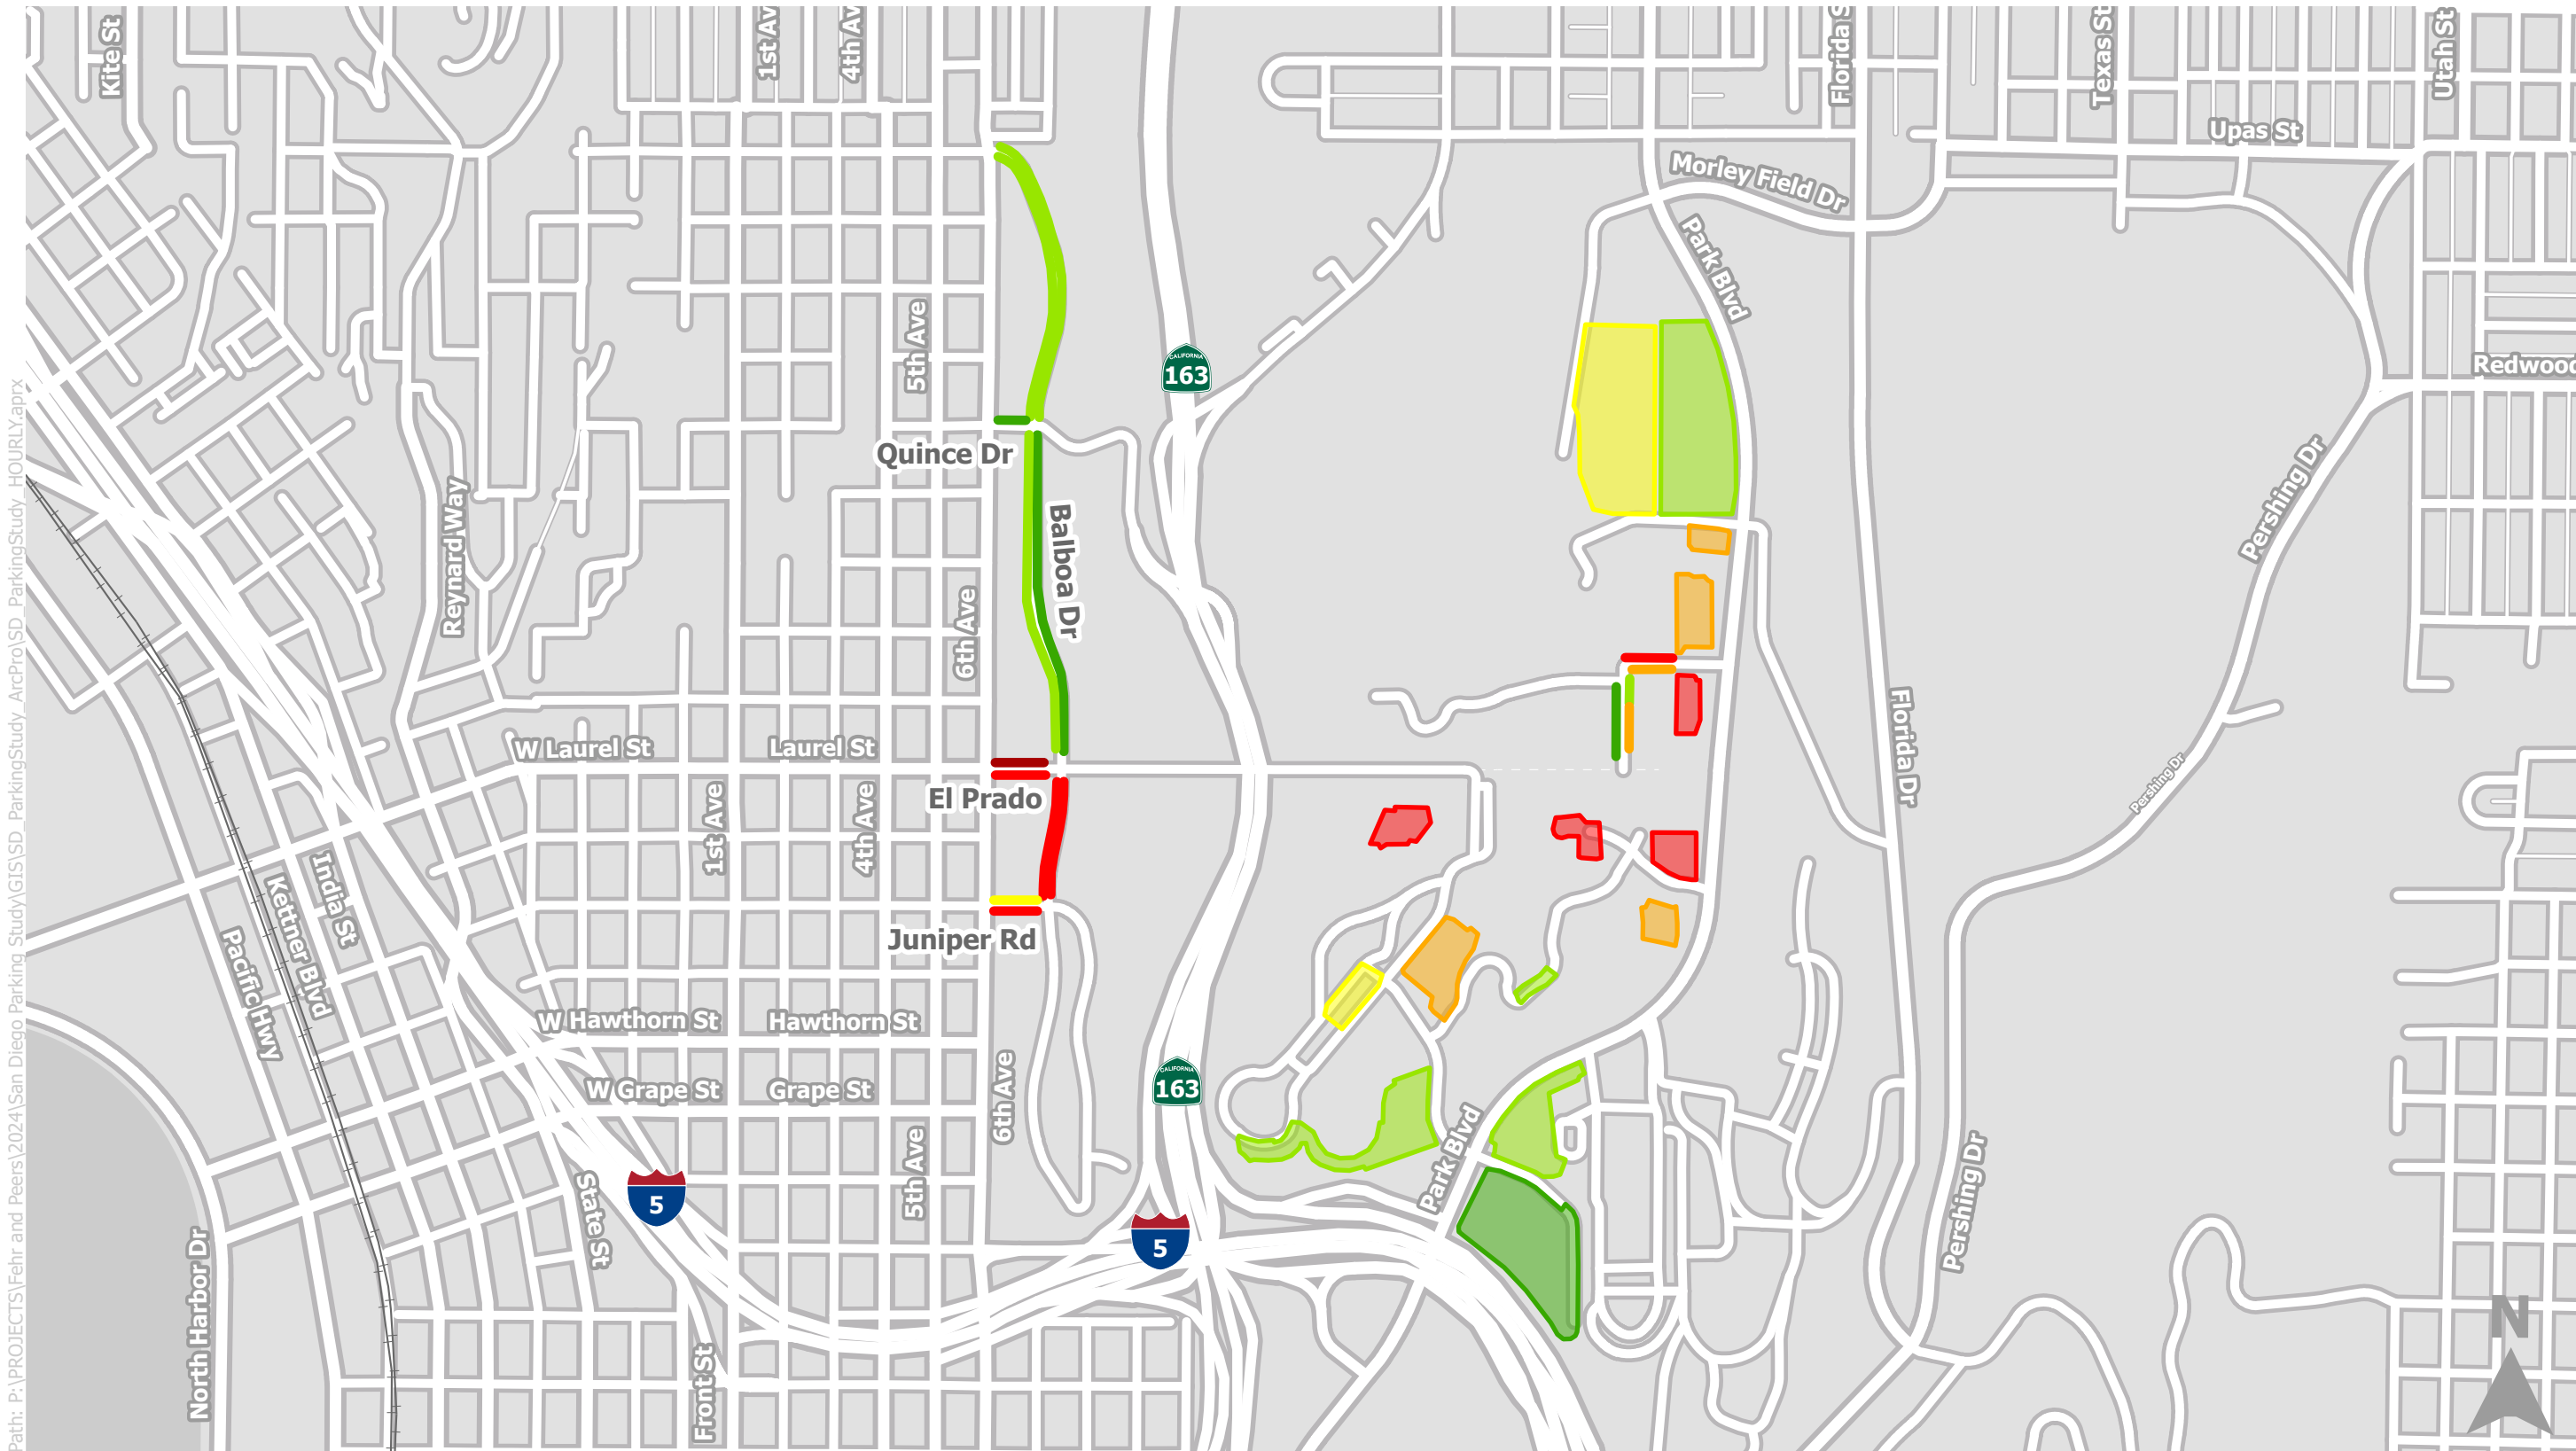 Kite St
1st Av
4th Av
Florida S
Texas St
Utah St
Upas St
Morley Field Dr
Park Blvd
CALIFORNIA
163
5th Ave
Redwood
Quince Dr
Pershing Dr
Reynard Way
Balboa Dr
6th Ave
Florida Dr
W Laurel St
Laurel St
El Prado
Pershing Dr
1st Ave
4th Ave
India St
Kettner Blvd
Pacific Hwy
Juniper Rd
W Hawthorn St
Hawthorn St
W Grape St
Grape St
6th Ave
CALIFORNIA
163
Park Blvd
5th Ave
State St
5
5
Pershing Dr
North Harbor Dr
Front St
N
Path: P:\PROJECTS\Fehr and Peers\2024\San Diego Parking Study\GIS\SD_ParkingStudy_ArcPro\SD_ParkingStudy_HOURLY.aprx